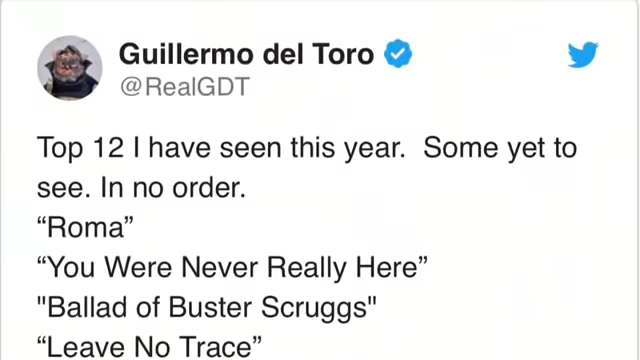 Guillermo del Toro
@RealGDT
Top 12 I have seen this year.  Some yet to
see. In no order.
“Roma”
“You Were Never Really Here”
"Ballad of Buster Scruggs"
“Leave No Trace”